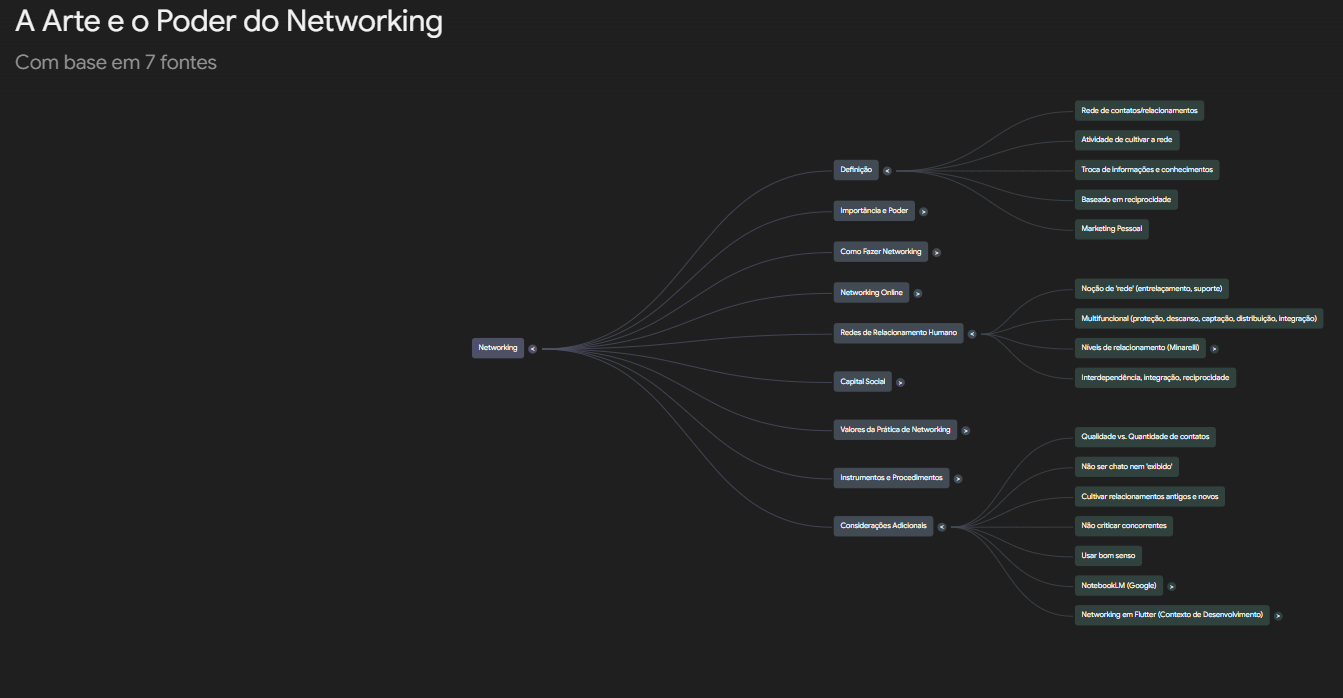 A Arte e o Poder do Networking
Com base em 7 fontes
Networking
Definição
Rede de contatos/relacionamentos
Atividade de cultivar a rede
Troca de informações e conhecimentos
Baseado em reciprocidade
Marketing Pessoal
Importância e Poder
Como Fazer Networking
Networking Online
Redes de Relacionamento Humano
Noção de 'rede' (entrelaçamento, suporte)
Multifuncional (proteção, descanso, captação, distribuição, integração)
Níveis de relacionamento (Minarelli)
Interdependência, integração, reciprocidade
Capital Social
Valores da Prática de Networking
Instrumentos e Procedimentos
Considerações Adicionais
Qualidade vs. Quantidade de contatos
Não ser chato nem 'exibido'
Cultivar relacionamentos antigos e novos
Não criticar concorrentes
Usar bom senso
NotebookLM (Google)
Networking em Flutter (Contexto de Desenvolvimento)